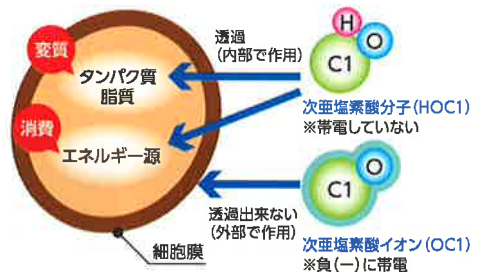 変質
タンパク質
脂質
消費
エネルギー源
細胞膜
透過
(内部で作用)
透過出来ない
(外部で作用)
H
O
C1
次亜塩素酸分子(HOC1)
※帯電していない
O
C1
次亜塩素酸イオン(OC1)
※負(ー)に帯電